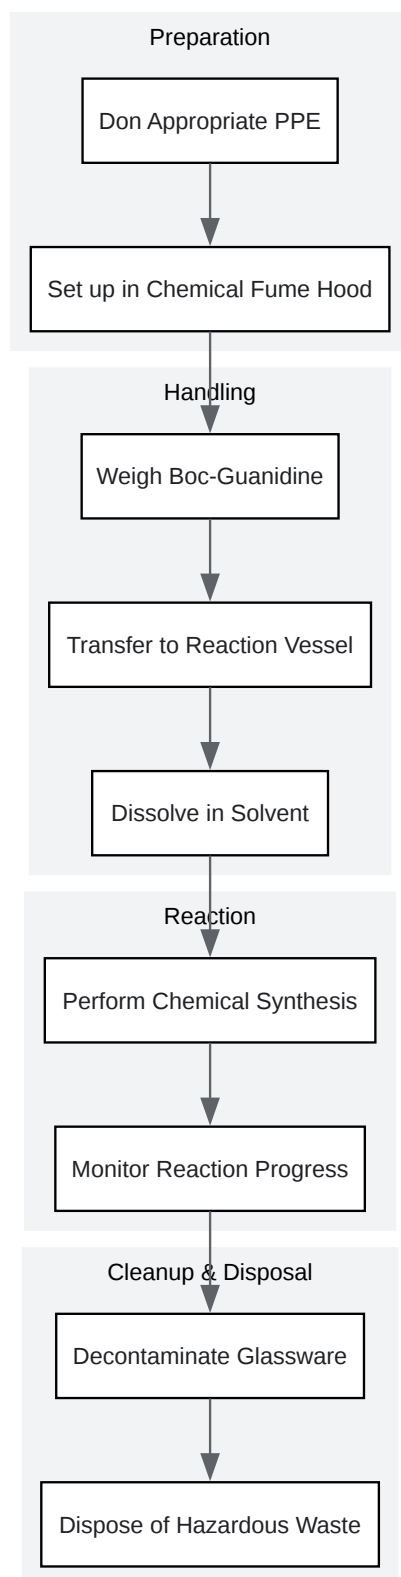 Preparation
Don Appropriate PPE
Set up in Chemical Fume Hood
Handling
Weigh Boc-Guanidine
Transfer to Reaction Vessel
Dissolve in Solvent
Reaction
Perform Chemical Synthesis
Monitor Reaction Progress
Cleanup & Disposal
Decontaminate Glassware
Dispose of Hazardous Waste